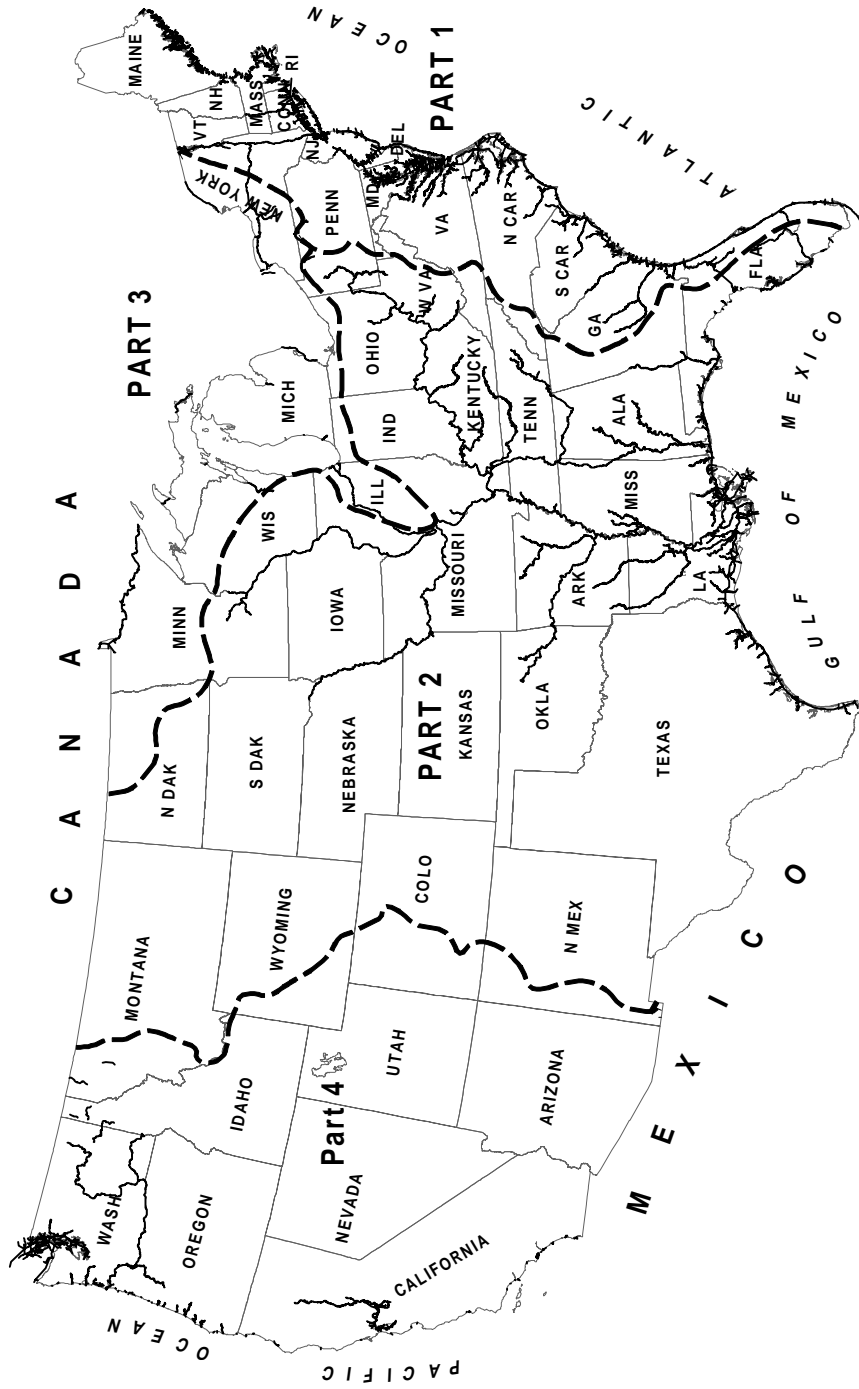 C A N A D A
PART 3
PART 1
PART 2
Part 4
WASH
OREGON
CALIFORNIA
NEVADA
IDAHO
MONTANA
WYOMING
UTAH
ARIZONA
COLO
N MEX
N DAK
S DAK
NEBRASKA
KANSAS
OKLA
TEXAS
MINN
IOWA
MISSOURI
ARK
LA
WIS
ILL
MICH
IND
OHIO
KENTUCKY
TENN
MISS
ALA
GA
FLA
S CAR
N CAR
VA
W VA
MD
DEL
PENN
NJ
NEW YORK
VT
NH
MAINE
MASS
CONN
RI
PACIFIC OCEAN
ATLANTIC OCEAN
GULF OF MEXICO
M E X I C O